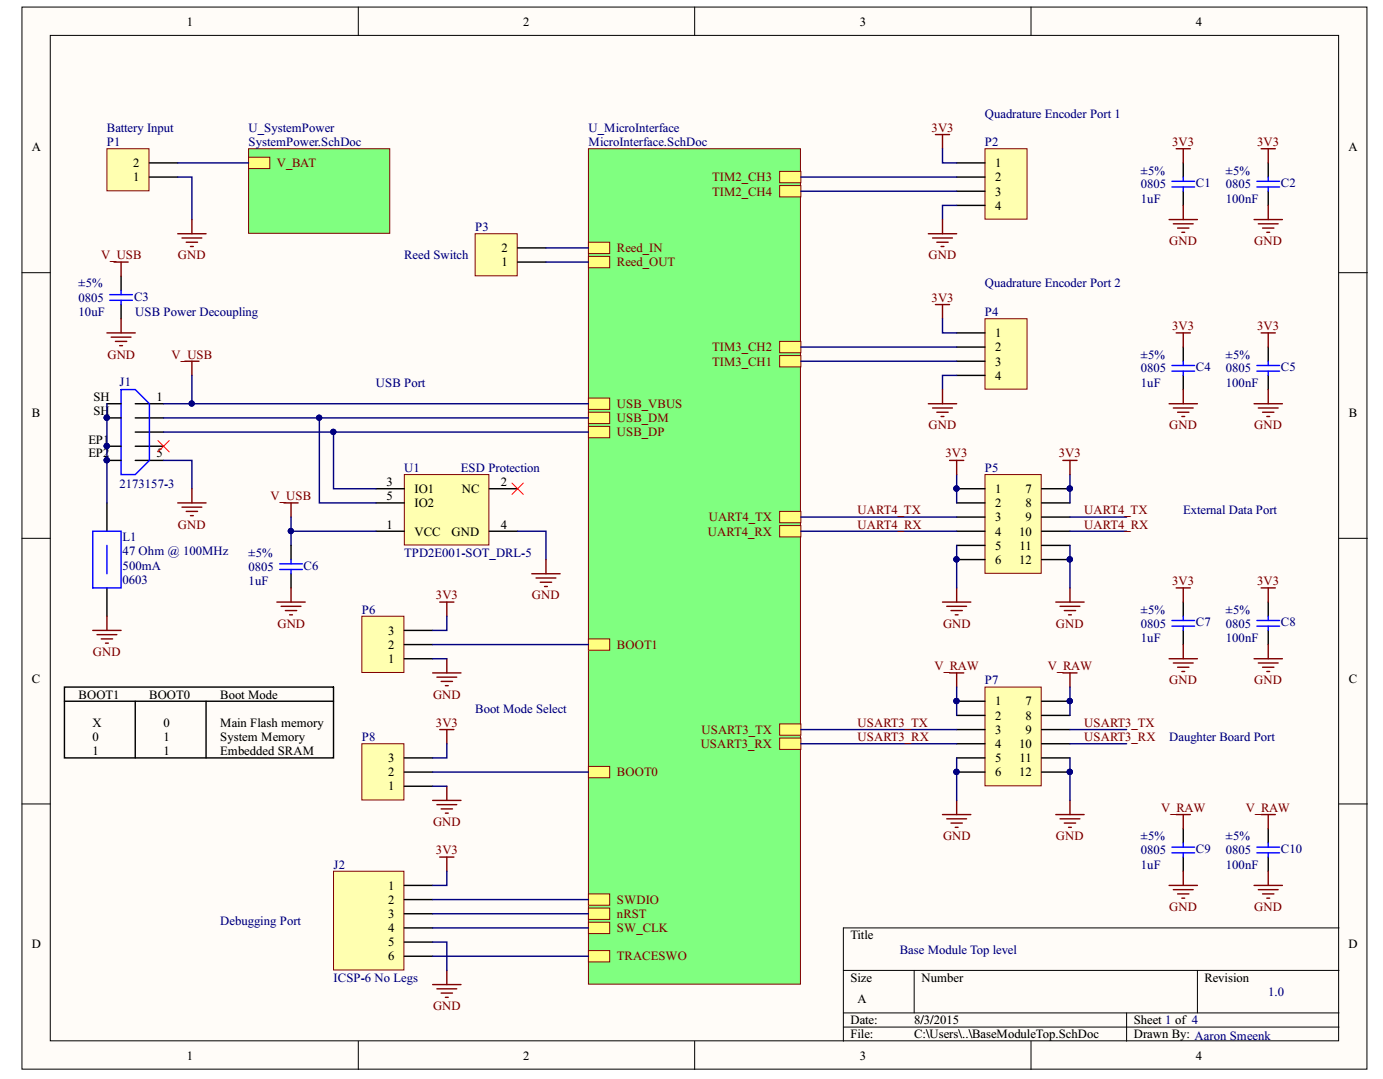 1 2 3 4
A A
B B
C C
D D
1 2 3 4
Battery Input
P1
2
1
GND
U_SystemPower
SystemPower.SchDoc
V_BAT
V_USB
±5%
0805
10uF
C3
USB Power Decoupling
GND
V_USB
J1
SH
SH
EP1
EP2
1
5
2173157-3
GND
USB Port
L1
47 Ohm @ 100MHz
500mA
0603
GND
V_USB
±5%
0805
1uF
C6
GND
U1
ESD Protection
3 IO1 NC 2
5 IO2
1 VCC GND 4
TPD2E001-SOT_DRL-5
GND
Reed Switch
P3
2
1
P6
3
2
1
3V3
GND
Boot Mode Select
P8
3
2
1
3V3
GND
BOOT1 BOOT0 Boot Mode
X 0 Main Flash memory
0 1 System Memory
1 1 Embedded SRAM
Debugging Port
J2
1
2
3
4
5
6
ICSP-6 No Legs
3V3
GND
U_MicroInterface
MicroInterface.SchDoc
TIM2_CH3
TIM2_CH4
Reed_IN
Reed_OUT
TIM3_CH2
TIM3_CH1
USB_VBUS
USB_DM
USB_DP
UART4_TX
UART4_RX
BOOT1
USART3_TX
USART3_RX
BOOT0
SWDIO
nRST
SW_CLK
TRACESWO
Quadrature Encoder Port 1
3V3
P2
1
2
3
4
GND
3V3
±5%
0805
1uF
C1
GND
3V3
±5%
0805
100nF
C2
GND
Quadrature Encoder Port 2
3V3
P4
1
2
3
4
GND
3V3
±5%
0805
1uF
C4
GND
3V3
±5%
0805
100nF
C5
GND
3V3
P5
3V3
1 7
2 8
UART4_TX 3 9 UART4_TX
UART4_RX 4 10 UART4_RX
5 11
6 12
GND
GND
External Data Port
3V3
±5%
0805
1uF
C7
GND
3V3
±5%
0805
100nF
C8
GND
V_RAW
P7
V_RAW
1 7
2 8
USART3_TX 3 9 USART3_TX
USART3_RX 4 10 USART3_RX
5 11
6 12
GND
GND
Daughter Board Port
V_RAW
±5%
0805
1uF
C9
GND
V_RAW
±5%
0805
100nF
C10
GND
Title
Base Module Top level
Size Number Revision
A 1.0
Date: 8/3/2015 Sheet 1 of 4
File: C:\Users\..\BaseModuleTop.SchDoc Drawn By: Aaron Smeenk